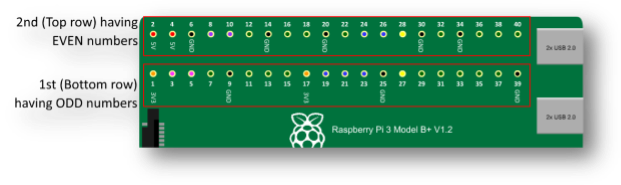 2nd (Top row) having
EVEN numbers
2 4 6 8 10 12 14 16 18 20 22 24 26 28 30 32 34 36 38 40
5V 5V GND GND GND GND GND
2x USB 2.0
1st (Bottom row)
having ODD numbers
1 3 5 7 9 11 13 15 17 19 21 23 25 27 29 31 33 35 37 39
3V3 GND 3V3 GND GND
2x USB 2.0
Raspberry Pi 3 Model B+ V1.2